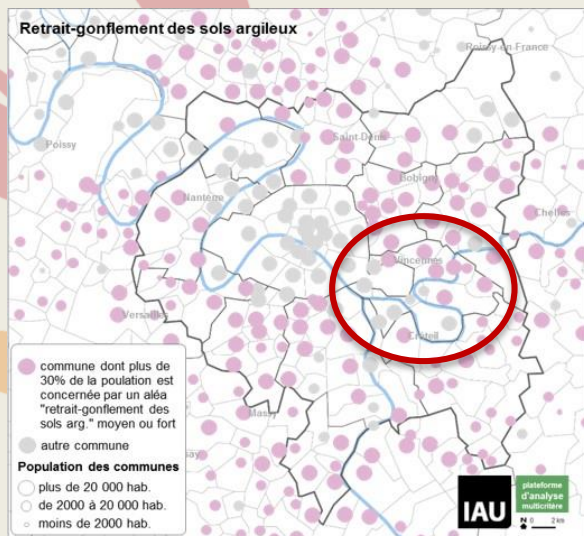 Retrait-gonflement des sols argileux
Roissy-en-France
Poissy
Saint-Denis
Bobigny
Nanterre
Chelles
Vincennes
Versailles
Créteil
Massy
commune dont plus de
30% de la poulation est
concernée par un aléa
"retrait-gonflement des
sols arg." moyen ou fort
autre commune
Population des communes
plus de 20 000 hab.
de 2000 à 20 000 hab.
moins de 2000 hab.
IAU
plateforme
d'analyse
multicritère
N 0 2 km